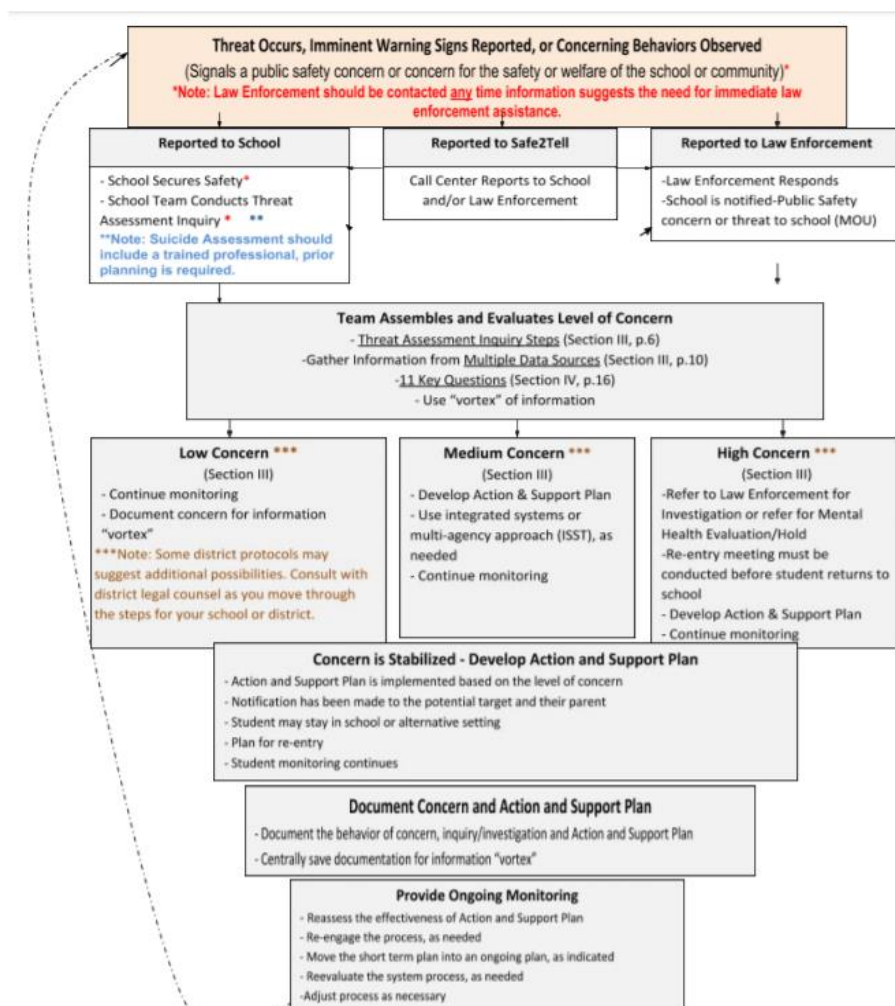 Threat Occurs, Imminent Warning Signs Reported, or Concerning Behaviors Observed
(Signals a public safety concern or concern for the safety or welfare of the school or community)*
*Note: Law Enforcement should be contacted any time information suggests the need for immediate law
enforcement assistance.
Reported to School
- School Secures Safety*
- School Team Conducts Threat
Assessment Inquiry * **
**Note: Suicide Assessment should
include a trained professional, prior
planning is required.
Reported to Safe2Tell
Call Center Reports to School
and/or Law Enforcement
Reported to Law Enforcement
-Law Enforcement Responds
-School is notified-Public Safety
concern or threat to school (MOU)
Team Assembles and Evaluates Level of Concern
- Threat Assessment Inquiry Steps (Section III, p.6)
-Gather Information from Multiple Data Sources (Section III, p.10)
-11 Key Questions (Section IV, p.16)
- Use “vortex” of information
Low Concern ***
(Section III)
- Continue monitoring
- Document concern for information
“vortex”
***Note: Some district protocols may
suggest additional possibilities. Consult with
district legal counsel as you move through
the steps for your school or district.
Medium Concern ***
(Section III)
- Develop Action & Support Plan
- Use integrated systems or
multi-agency approach (ISST), as
needed
- Continue monitoring
High Concern ***
(Section III)
-Refer to Law Enforcement for
Investigation or refer for Mental
Health Evaluation/Hold
-Re-entry meeting must be
conducted before student returns to
school
- Develop Action & Support Plan
- Continue monitoring
Concern is Stabilized - Develop Action and Support Plan
- Action and Support Plan is implemented based on the level of concern
- Notification has been made to the potential target and their parent
- Student may stay in school or alternative setting
- Plan for re-entry
- Student monitoring continues
Document Concern and Action and Support Plan
- Document the behavior of concern, inquiry/investigation and Action and Support Plan
- Centrally save documentation for information “vortex”
Provide Ongoing Monitoring
- Reassess the effectiveness of Action and Support Plan
- Re-engage the process, as needed
- Move the short term plan into an ongoing plan, as indicated
- Reevaluate the system process, as needed
-Adjust process as necessary